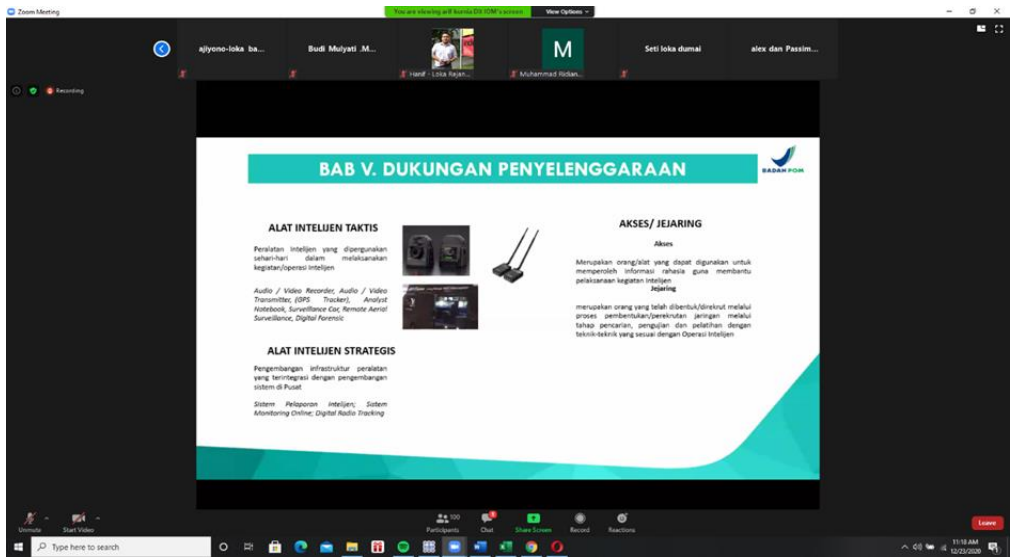 Zoom Meeting
You are viewing arif kurnia Dit IOM's screen View Options
ajiyono-loka ba... Budi Mulyati .M... M Seti loka dumai alex dan Passim...
Hanif - Loka Rejan... Muhammad Ridian...
Recording
BAB V. DUKUNGAN PENYELENGGARAAN
BADAN POM
ALAT INTELIJEN TAKTIS
Peralatan Intelijen yang dipergunakan
sehari-hari dalam melaksanakan
kegiatan/operasi Intelijen
Audio / Video Recorder, Audio / Video
Transmitter, (GPS Tracker), Analyst
Notebook, Surveillance Car, Remote Aerial
Surveillance, Digital Forensic
ALAT INTELIJEN STRATEGIS
Pengembangan infrastruktur peralatan
yang terintegrasi dengan pengembangan
sistem di Pusat
Sistem Pelaporan Intelijen; Sistem
Monitoring Online; Digital Radio Tracking
AKSES/ JEJARING
Akses
Merupakan orang/alat yang dapat digunakan untuk
memperoleh informasi rahasia guna membantu
pelaksanaan kegiatan Intelijen
Jejaring
merupakan orang yang telah dibentuk/direkrut melalui
proses pembentukan/perekrutan jaringan melalui
tahap pencarian, pengujian dan pelatihan dengan
teknik-teknik yang sesuai dengan Operasi Intelijen
Unmute Start Video Participants 100 Chat Share Screen Record Reactions Leave
Type here to search
11:18 AM
12/23/2020